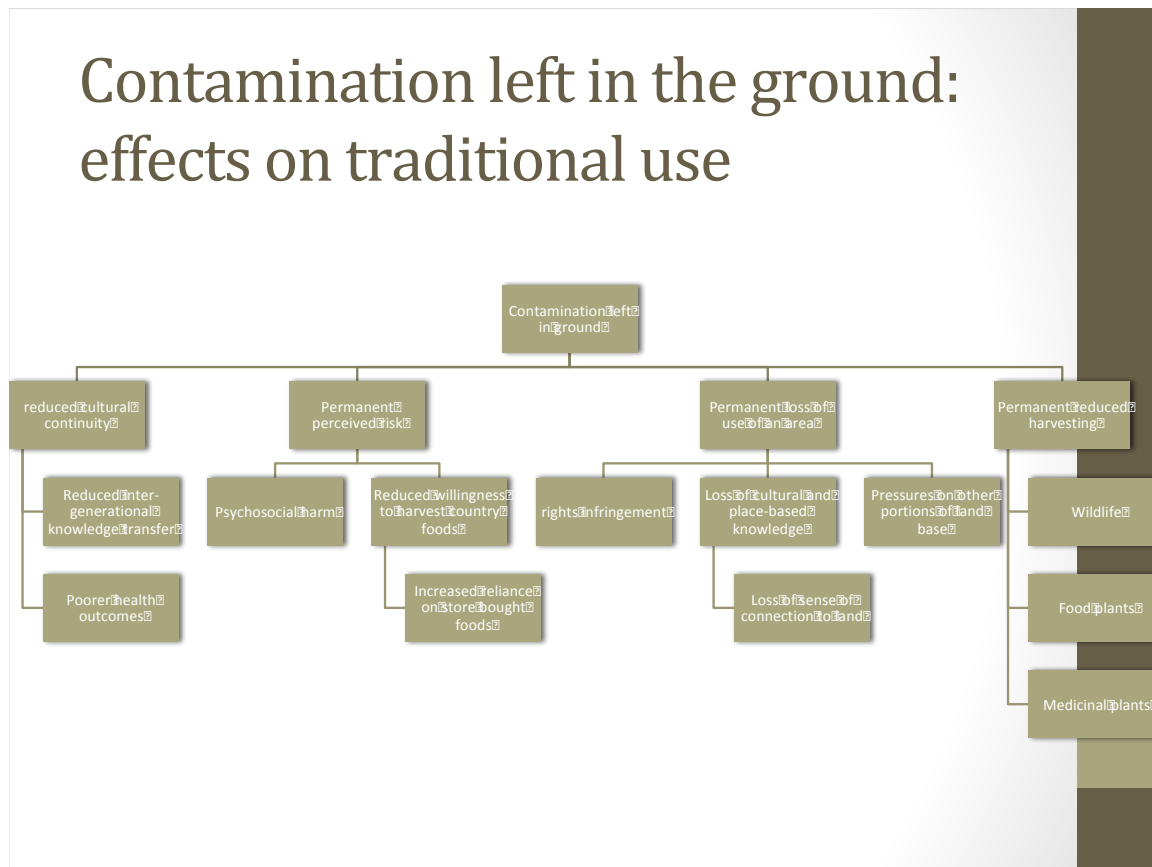 Contamination left in the ground:
effects on traditional use
Contamination left
in ground
reduced cultural
continuity
Permanent
perceived risk
Permanent loss of
use of an area
Permanent reduced
harvesting
Reduced inter-
generational
knowledge transfer
Psychosocial harm
Reduced willingness
to harvest country
foods
rights infringement
Loss of cultural and
place-based
knowledge
Pressures on other
portions of land
base
Wildlife
Poorer health
outcomes
Increased reliance
on store bought
foods
Loss of sense of
connection to land
Food plants
Medicinal plants